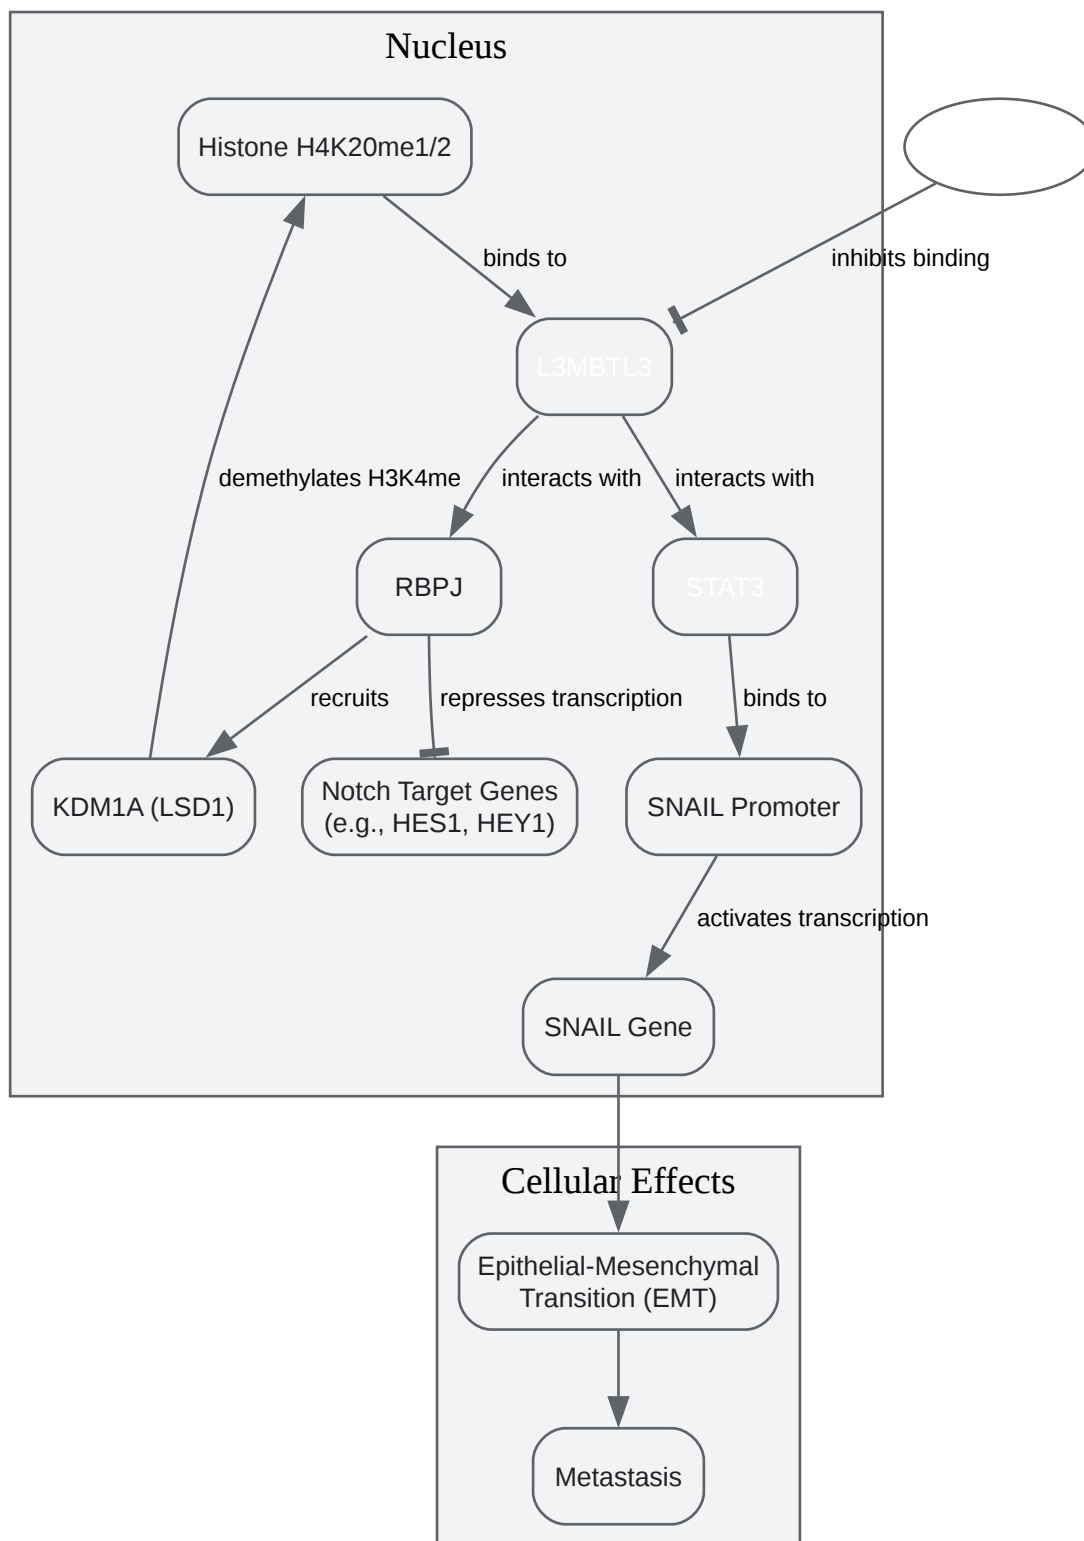 Nucleus
Histone H4K20me1/2
binds to
inhibits binding
L3MBTL3
demethylates H3K4me
interacts with
interacts with
RBPJ
STAT3
recruits
represses transcription
binds to
KDM1A (LSD1)
Notch Target Genes
(e.g., HES1, HEY1)
SNAIL Promoter
activates transcription
SNAIL Gene
Cellular Effects
Epithelial-Mesenchymal
Transition (EMT)
Metastasis